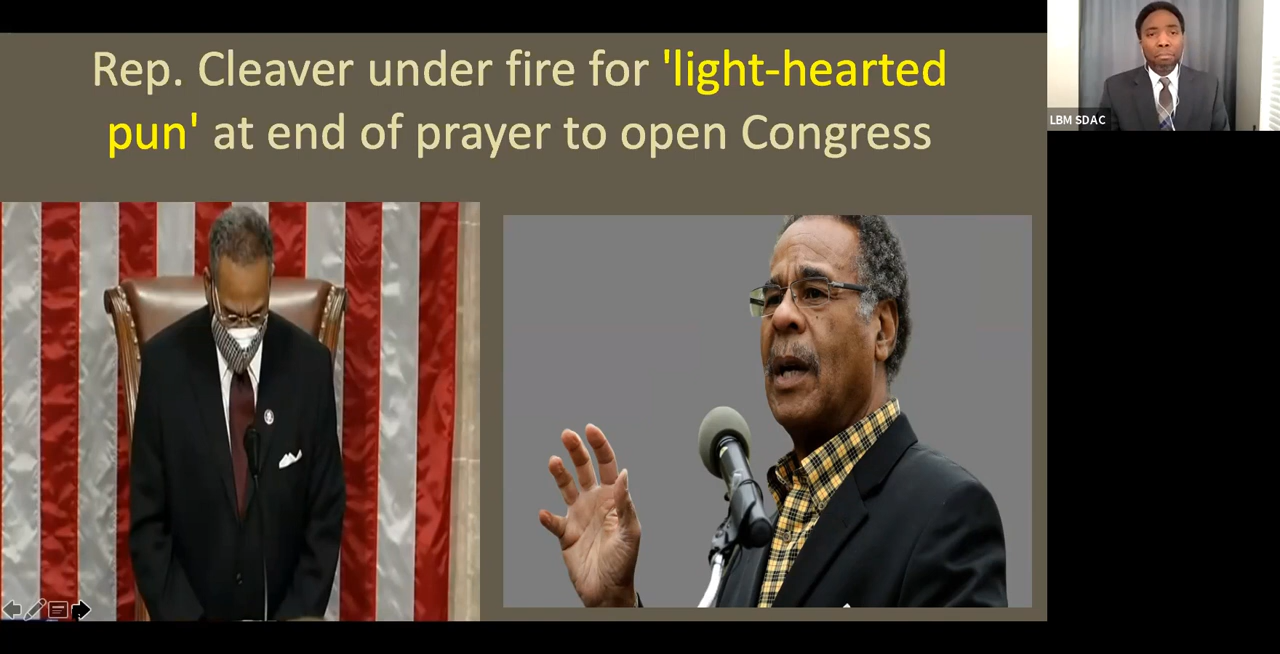 Rep. Cleaver under fire for 'light-hearted
pun' at end of prayer to open Congress
LBM SDAC